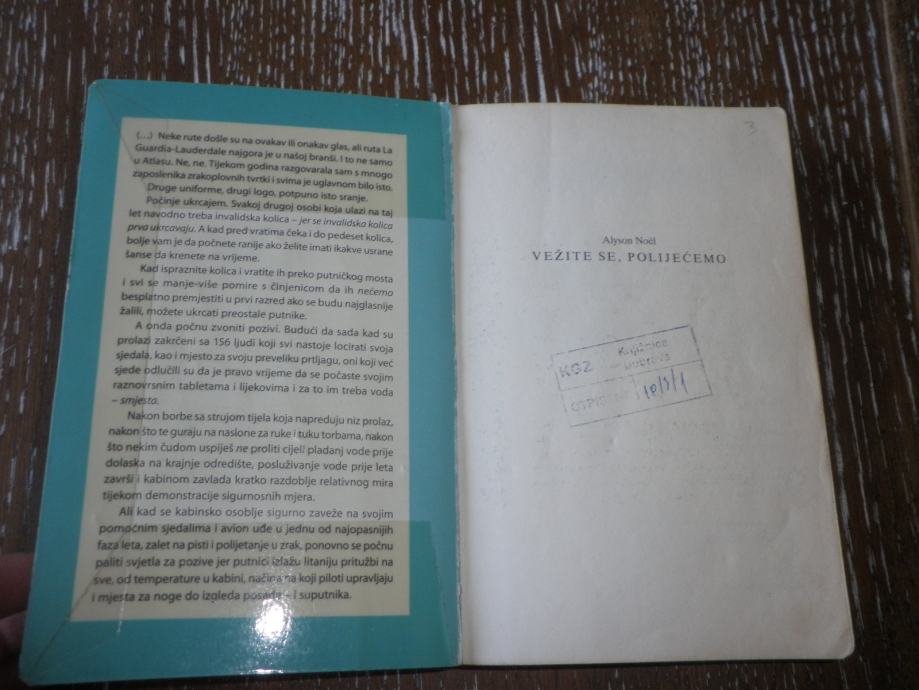 (...) Neke rute došle su na ovakav ili onakav glas, ali ruta La
Guardia-Lauderdale najgora je u našoj branši. I to ne samo
u Atlasu. Ne, ne. Tijekom godina razgovarala sam s mnogo
zaposlenika zrakoplovnih tvrtki i svima je uglavnom bilo isto.
Druge uniforme, drugi logo, potpuno isto sranje.
Počinje ukrcajem. Svakoj drugoj osobi koja ulazi na taj
let navodno treba invalidska kolica – jer se invalidska kolica
prva ukrcavaju. A kad pred vratima čeka i do pedeset kolica,
bolje vam je da počnete ranije ako želite imati ikakve usrane
šanse da krenete na vrijeme.
Kad ispraznite kolica i vratite ih preko putničkog mosta
i svi se manje-više pomire s činjenicom da ih nećemo
besplatno premjestiti u prvi razred ako se budu najglasnije
žalili, možete ukrcati preostale putnike.
A onda počnu zvoniti pozivi. Budući da sada kad su
prolazi zakrčeni sa 156 ljudi koji svi nastoje locirati svoja
sjedala, kao i mjesto za svoju preveliku prtljagu, oni koji već
sjede odlučili su da je pravo vrijeme da se počaste svojim
raznovrsnim tabletama i lijekovima i za to im treba voda
– smjesta.
Nakon borbe sa strujom tijela koja napreduju niz prolaz,
nakon što te guraju na naslone za ruke i tuku torbama, nakon
što nekim čudom uspiješ ne proliti cijeli pladanj vode prije
dolaska na krajnje odredište, posluživanje vode prije leta
završi i kabinom zavlada kratko razdoblje relativnog mira
tijekom demonstracije sigurnosnih mjera.
Ali kad se kabinsko osoblje sigurno zaveže na svojim
pomoćnim sjedalima i avion uđe u jednu od najopasnijih
faza leta, zalet na pisti i polijetanje u zrak, ponovno se počnu
paliti svjetla za pozive jer putnici izlažu litaniju pritužbi na
sve, od temperature u kabini, načina na koji piloti upravljaju
i mjesta za noge do izgleda posade – i suputnika.
3
Alyson Noël
VEŽITE SE, POLIJEĆEMO
KGZ Knjižnica
Dubrava